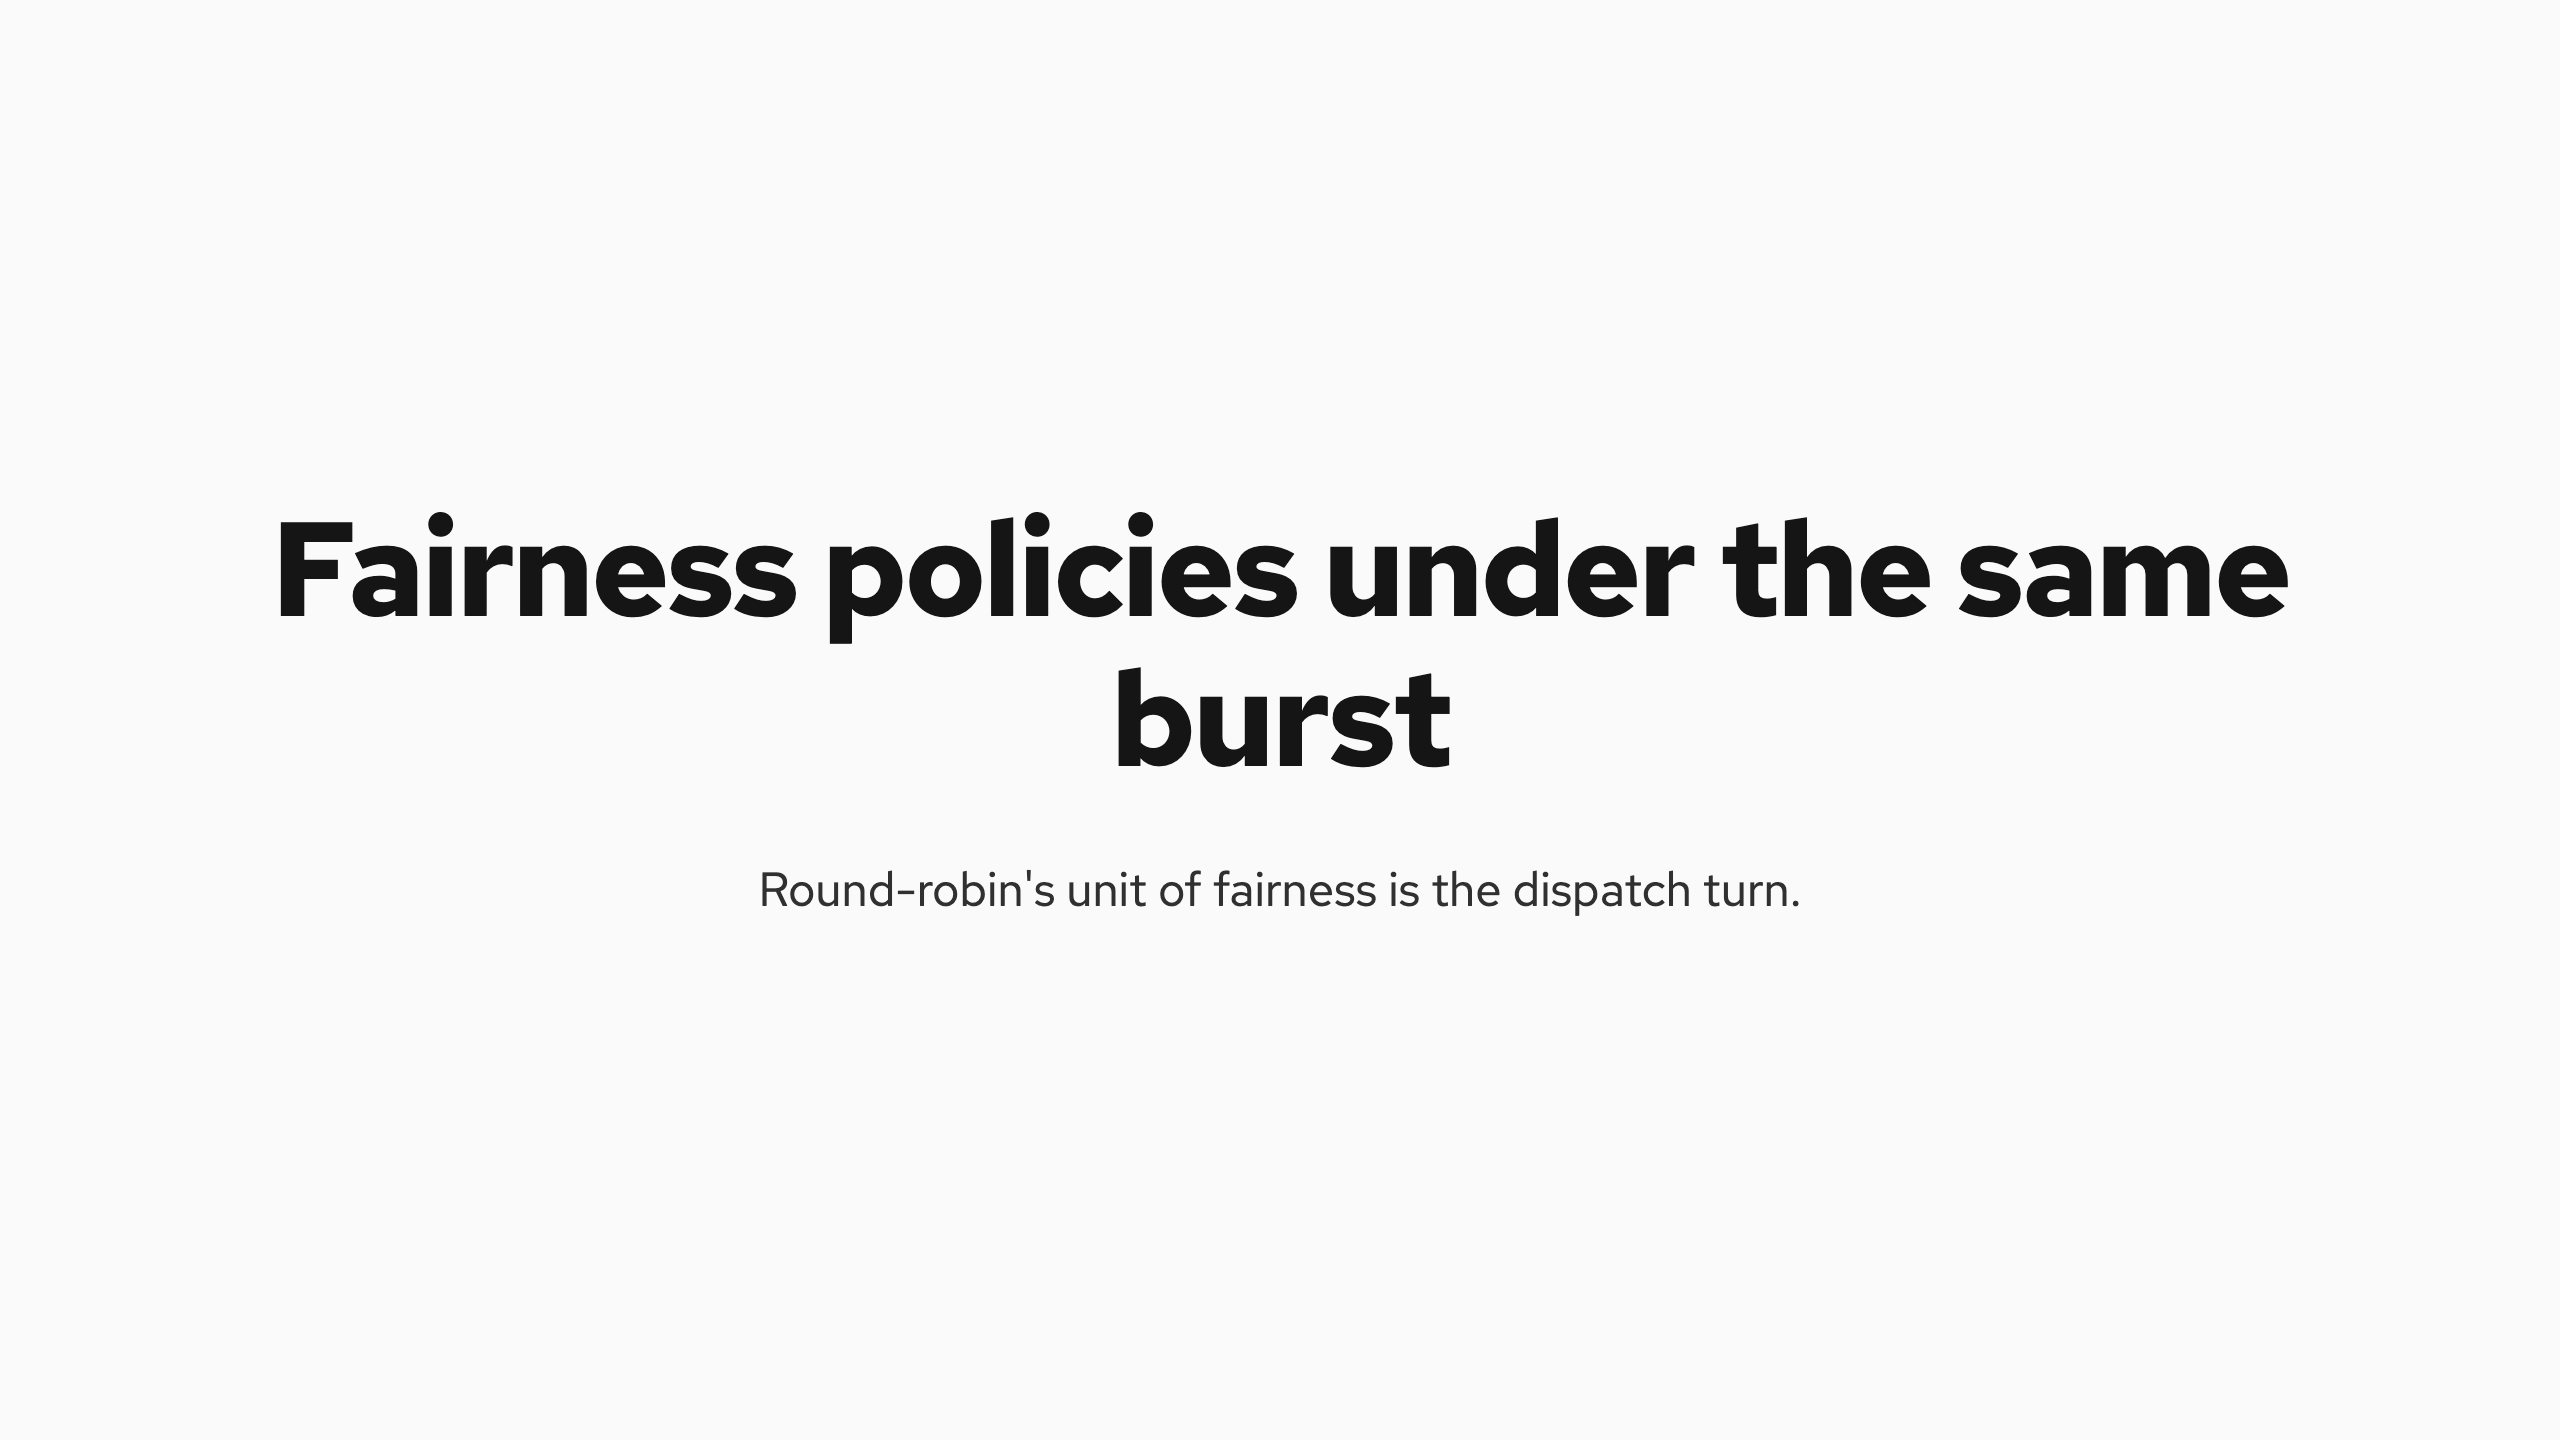 Fairness policies under the same
burst
Round-robin's unit of fairness is the dispatch turn.